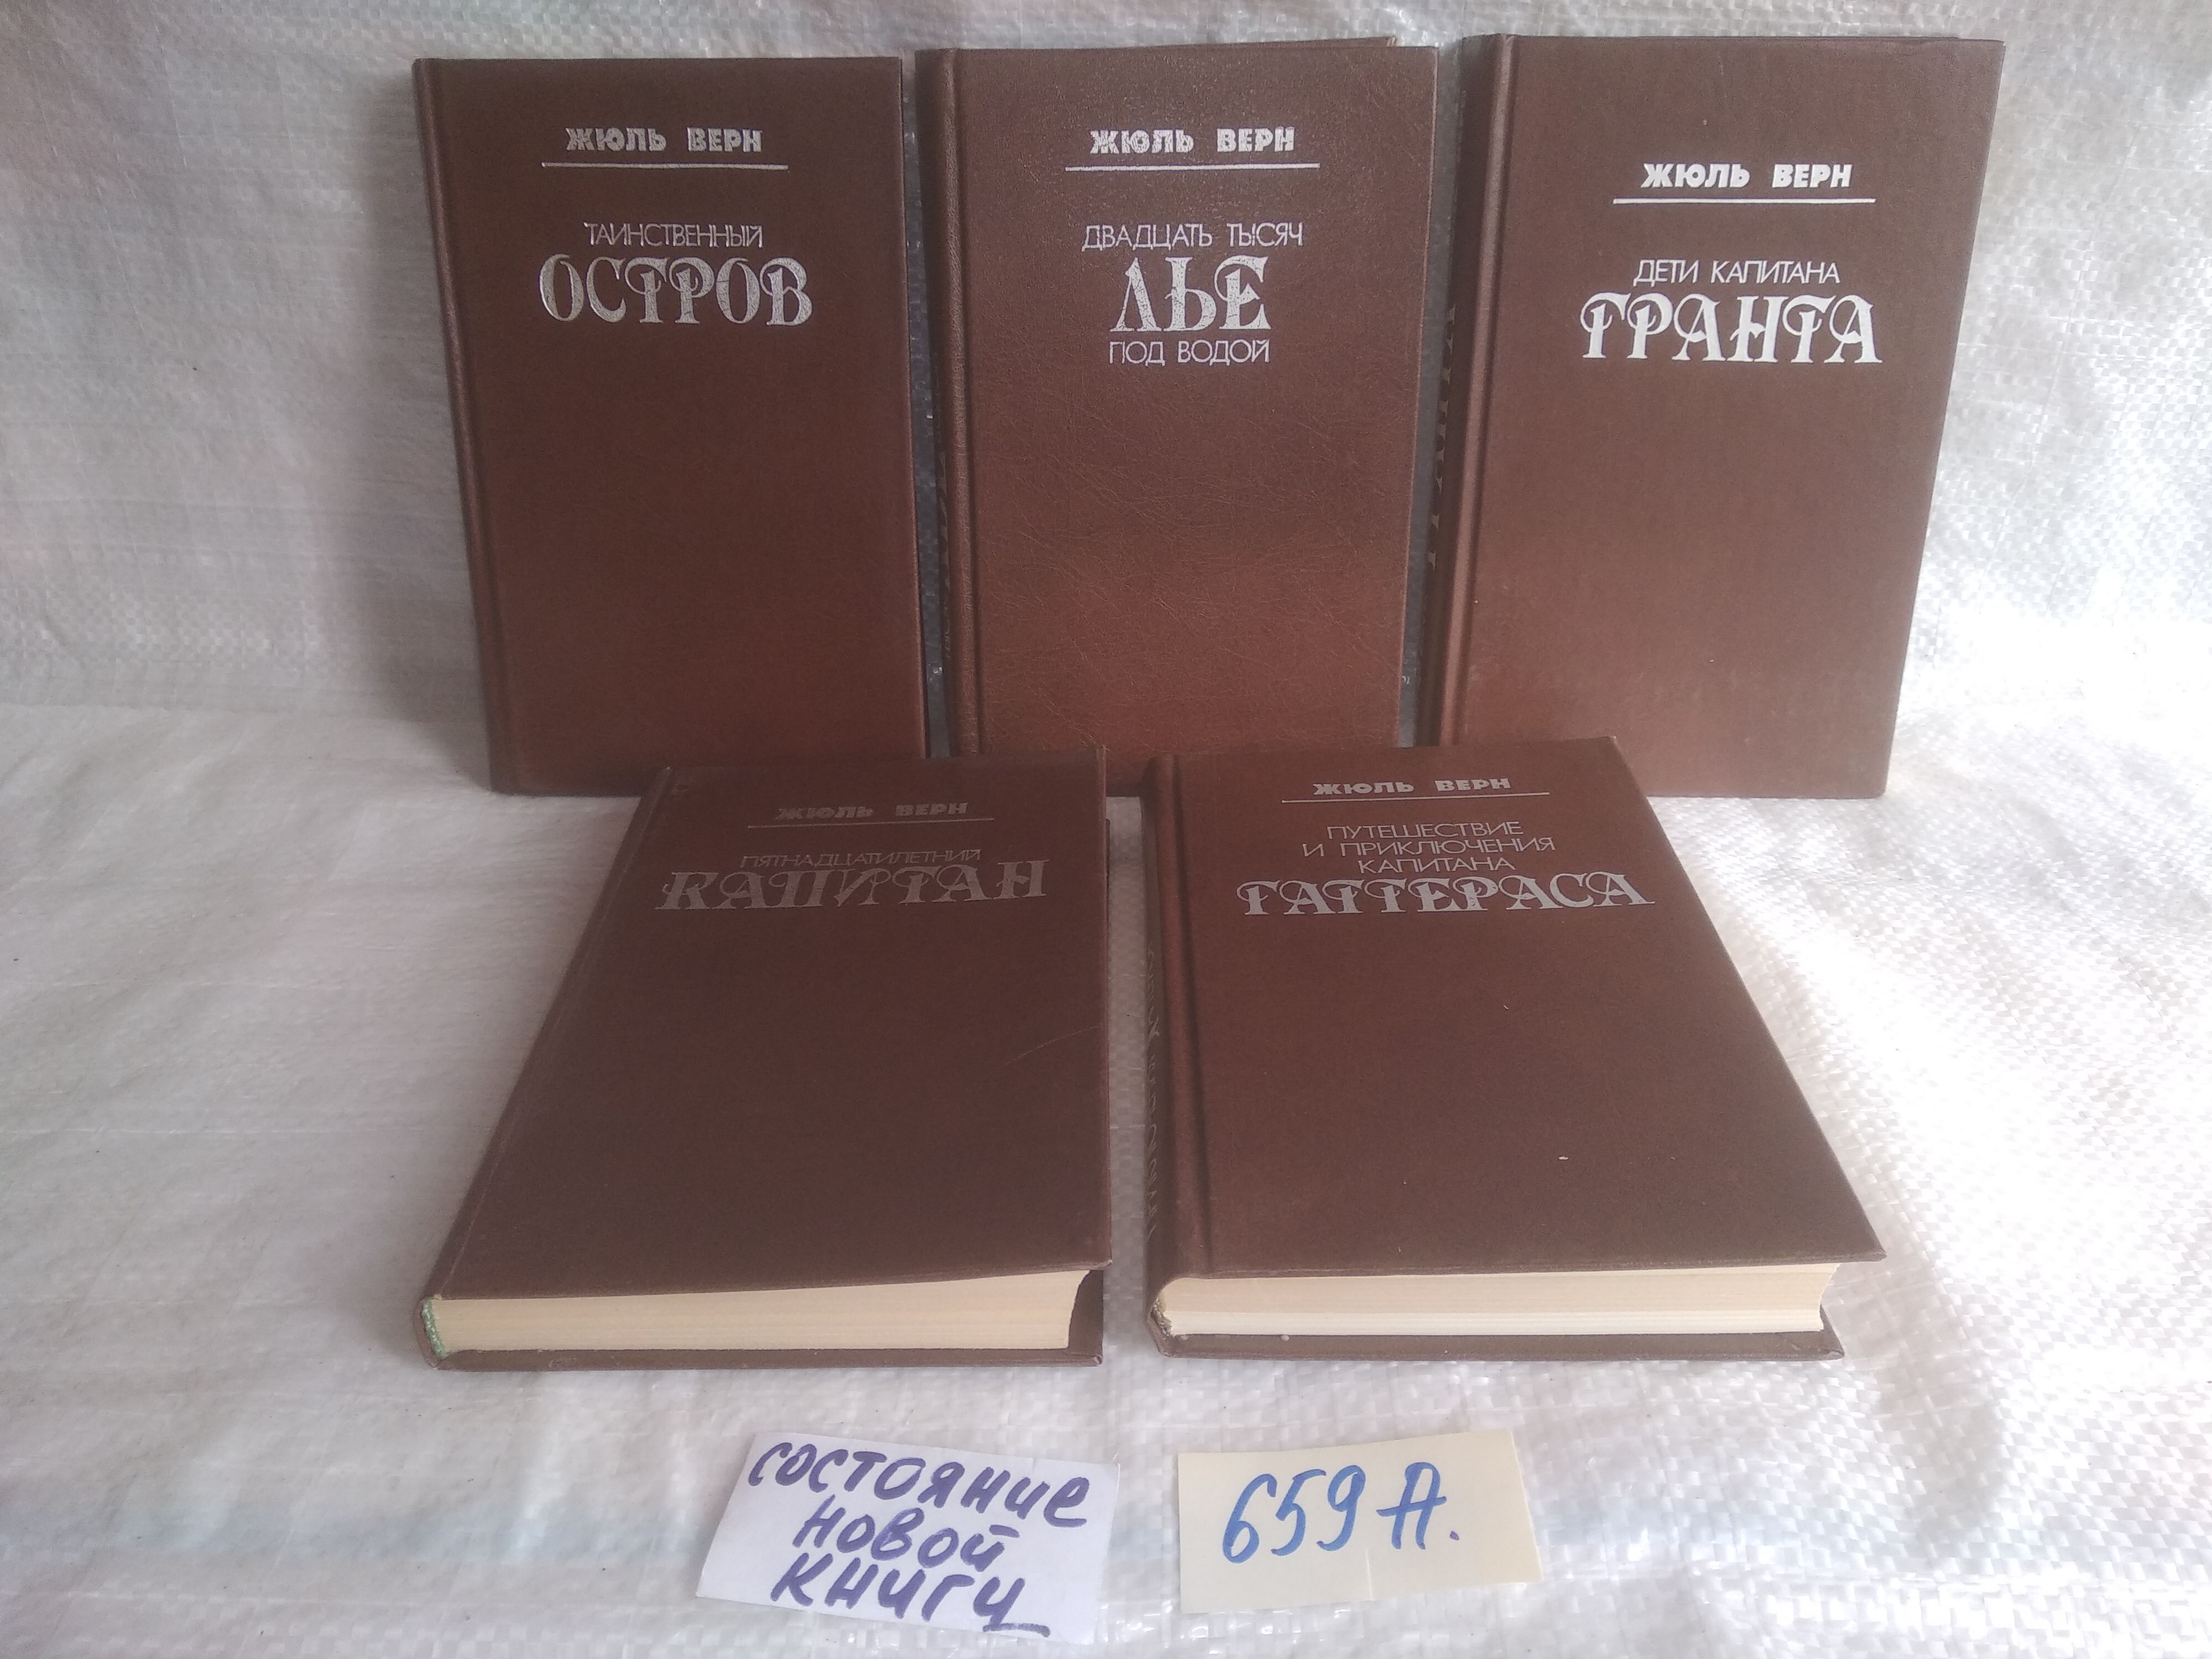 ЖЮЛЬ ВЕРН
ТАИНСТВЕННЫЙ
ОСТРОВ
ЖЮЛЬ ВЕРН
ДВАДЦАТЬ ТЫСЯЧ
ЛЬЕ
ПОД ВОДОЙ
ЖЮЛЬ ВЕРН
ДЕТИ КАПИТАНА
ГРАНТА
ЖЮЛЬ ВЕРН
ПЯТНАДЦАТИЛЕТНИЙ
КАПИТАН
ЖЮЛЬ ВЕРН
ПУТЕШЕСТВИЕ
И ПРИКЛЮЧЕНИЯ
КАПИТАНА
ГАТТЕРАСА
состояние
новой
книги
659 А.